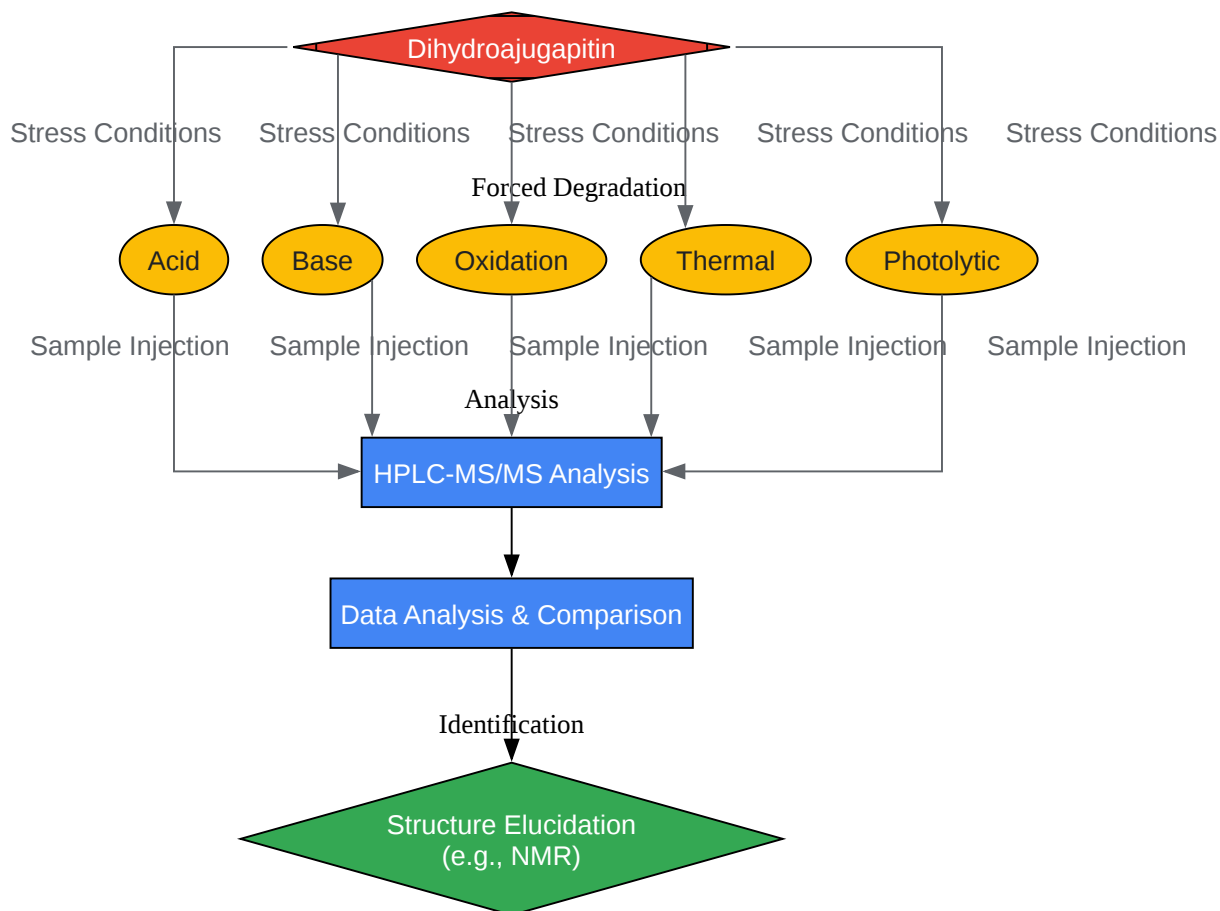 Dihydroajugapitin
Stress Conditions
Stress Conditions
Stress Conditions
Stress Conditions
Stress Conditions
Forced Degradation
Acid
Base
Oxidation
Thermal
Photolytic
Sample Injection
Sample Injection
Sample Injection
Sample Injection
Sample Injection
Analysis
HPLC-MS/MS Analysis
Data Analysis & Comparison
Identification
Structure Elucidation
(e.g., NMR)